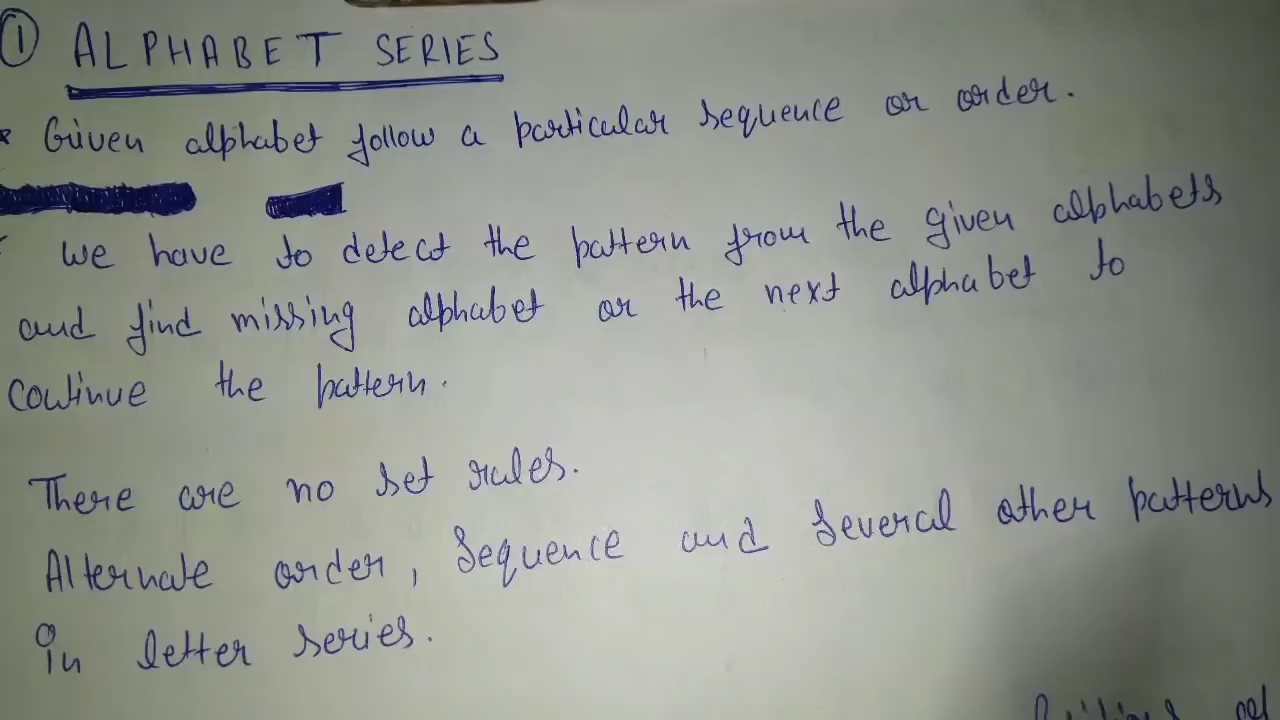 ① ALPHABET SERIES
* Given alphabet follow a particular sequence or order.
we have to detect the pattern from the given alphabets
and find missing alphabet or the next alphabet to
continue the pattern.
There are no set rules.
Alternate order, sequence and several other patterns
in letter series.